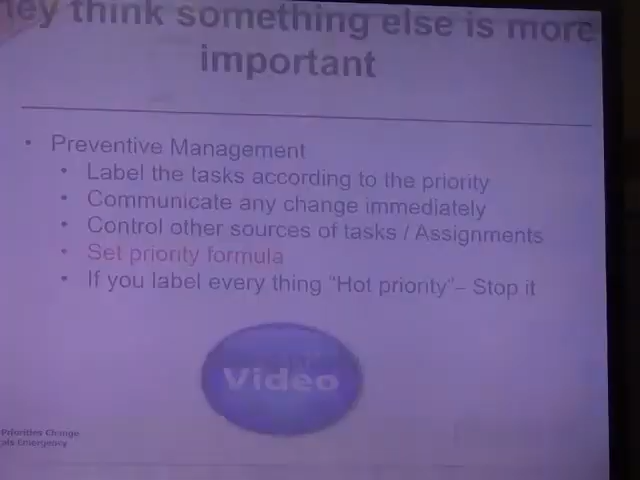 hey think something else is more
important
• Preventive Management
• Label the tasks according to the priority
• Communicate any change immediately
• Control other sources of tasks / Assignments
• Set priority formula
• If you label every thing “Hot priority”– Stop it
Video
Priorities Change
Emergency